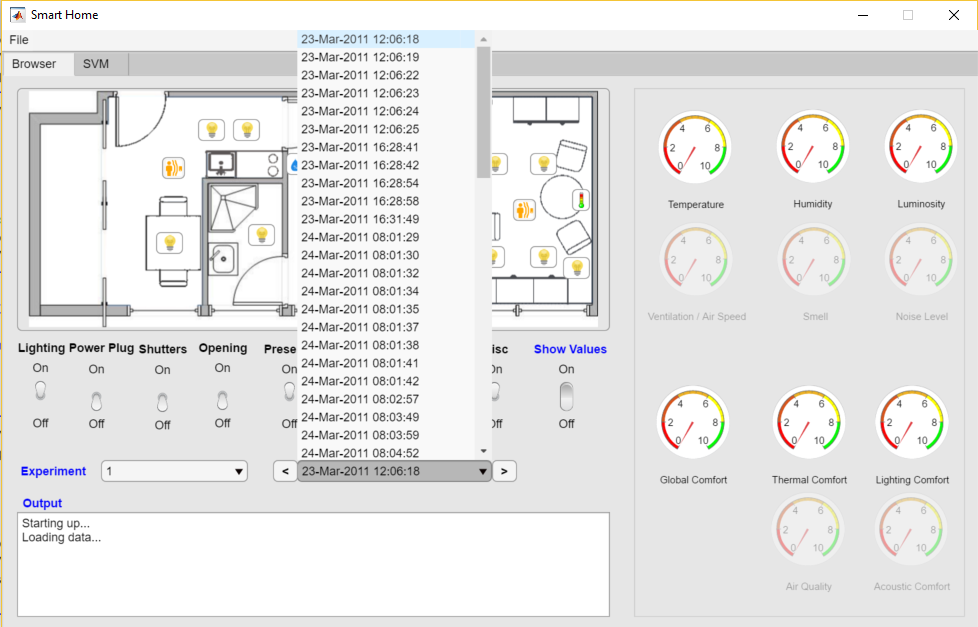 Smart Home
File
Browser SVM
23-Mar-2011 12:06:18
23-Mar-2011 12:06:19
23-Mar-2011 12:06:22
23-Mar-2011 12:06:23
23-Mar-2011 12:06:24
23-Mar-2011 12:06:25
23-Mar-2011 16:28:41
23-Mar-2011 16:28:42
23-Mar-2011 16:28:54
23-Mar-2011 16:28:58
23-Mar-2011 16:31:49
24-Mar-2011 08:01:29
24-Mar-2011 08:01:30
24-Mar-2011 08:01:32
24-Mar-2011 08:01:34
24-Mar-2011 08:01:35
24-Mar-2011 08:01:37
24-Mar-2011 08:01:38
24-Mar-2011 08:01:41
24-Mar-2011 08:01:42
24-Mar-2011 08:02:57
24-Mar-2011 08:03:49
24-Mar-2011 08:03:59
24-Mar-2011 08:04:52
Lighting Power Plug Shutters Opening Prese isc Show Values
On On On On On On On
Off Off Off Off Off Off Off
Experiment 1 < 23-Mar-2011 12:06:18 >
Output
Starting up...
Loading data...
0 2 4 6 8 10 0 2 4 6 8 10 0 2 4 6 8 10
Temperature Humidity Luminosity
0 2 4 6 8 10 0 2 4 6 8 10 0 2 4 6 8 10
Ventilation / Air Speed Smell Noise Level
0 2 4 6 8 10 0 2 4 6 8 10 0 2 4 6 8 10
Global Comfort Thermal Comfort Lighting Comfort
0 2 4 6 8 10 0 2 4 6 8 10
Air Quality Acoustic Comfort